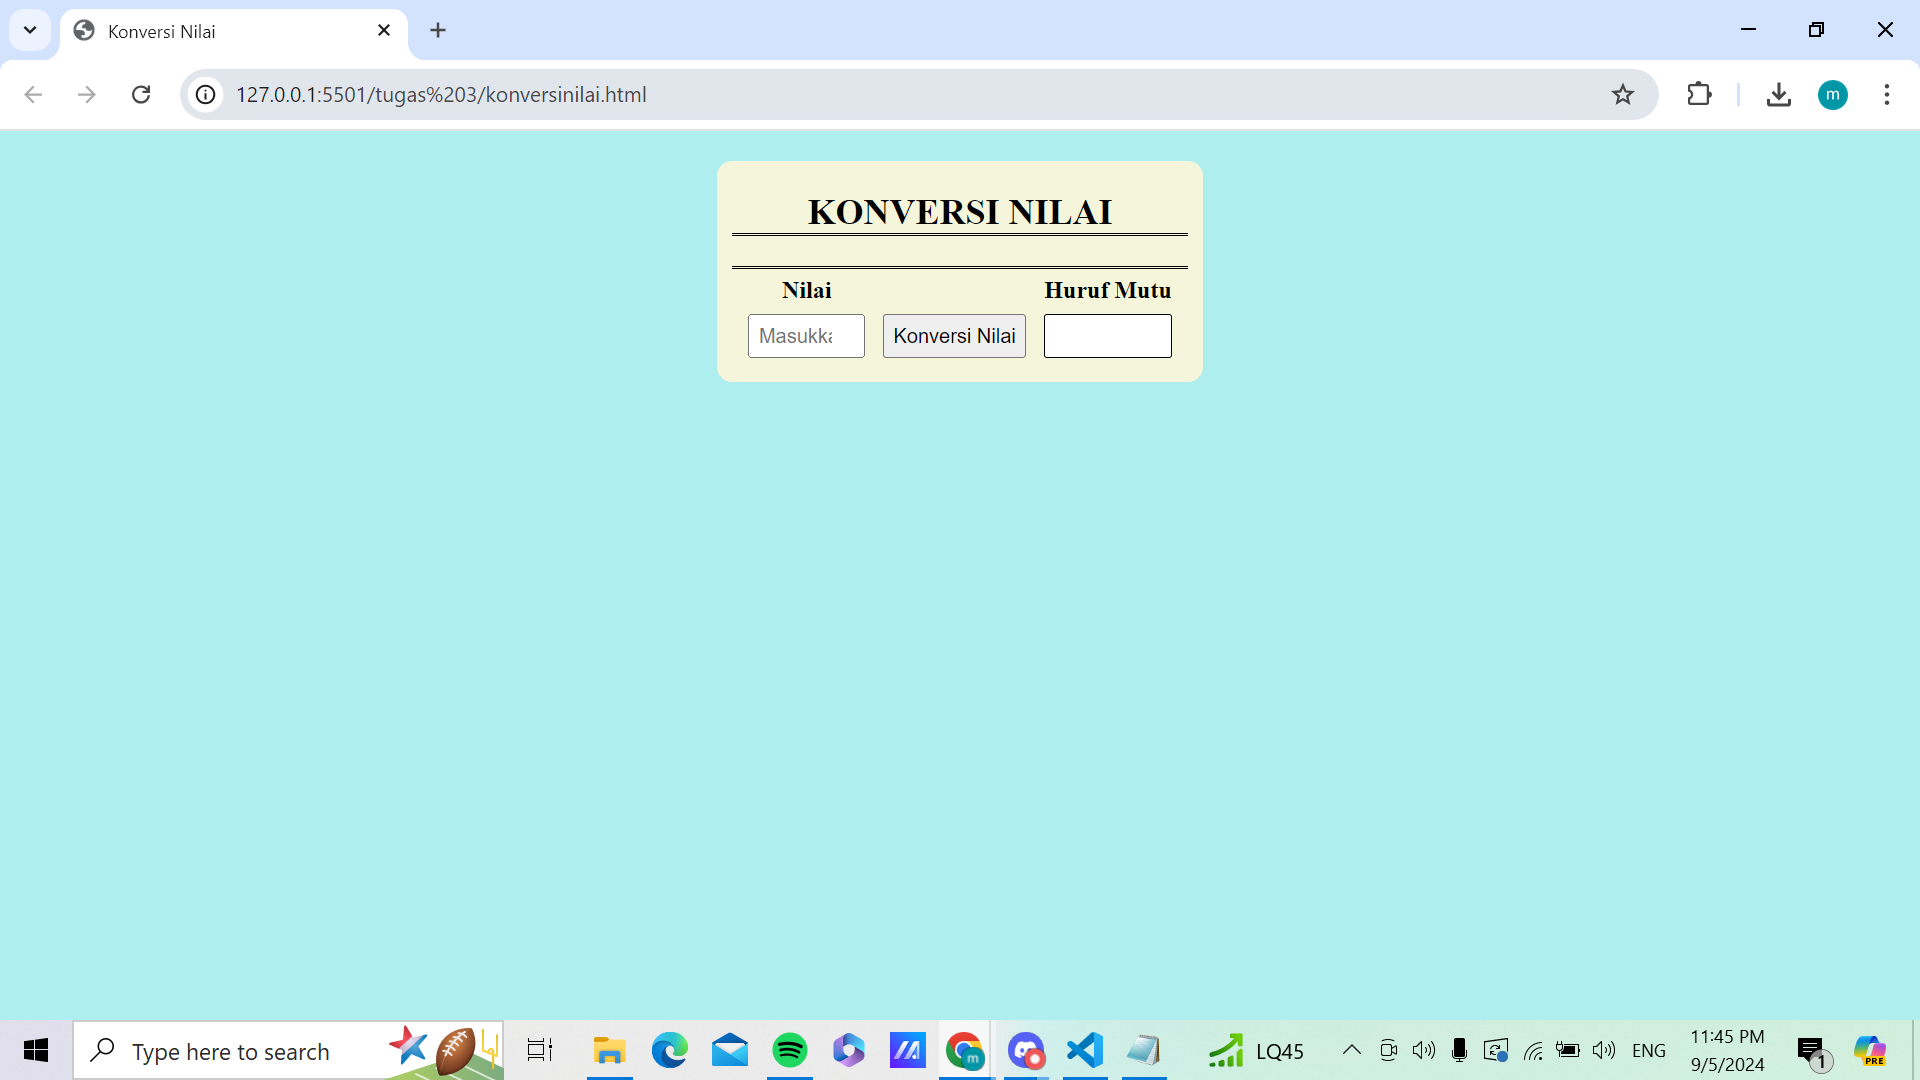 Konversi Nilai
127.0.0.1:5501/tugas%203/konversinilai.html
m
KONVERSI NILAI
Nilai
Huruf Mutu
Masukka
Konversi Nilai
Type here to search
m
LQ45
ENG
11:45 PM
9/5/2024
1
PRE